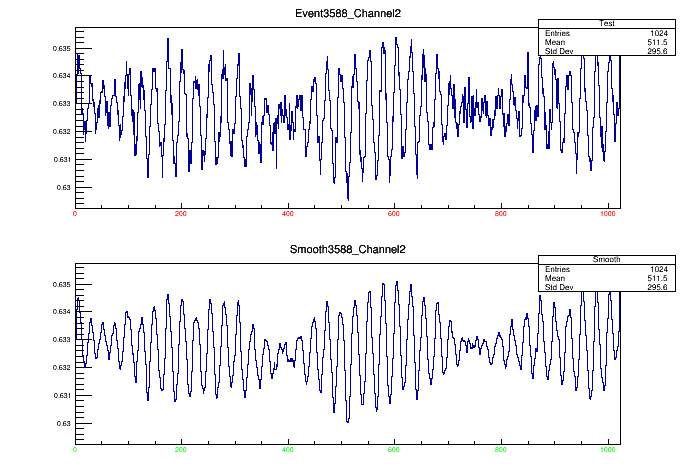 Event3588_Channel2
Test
Entries 1024
Mean 511.5
Std Dev 295.6
0.635
0.634
0.633
0.632
0.631
0.63
0 200 400 600 800 1000
Smooth3588_Channel2
Smooth
Entries 1024
Mean 511.5
Std Dev 295.6
0.635
0.634
0.633
0.632
0.631
0.63
0 200 400 600 800 1000